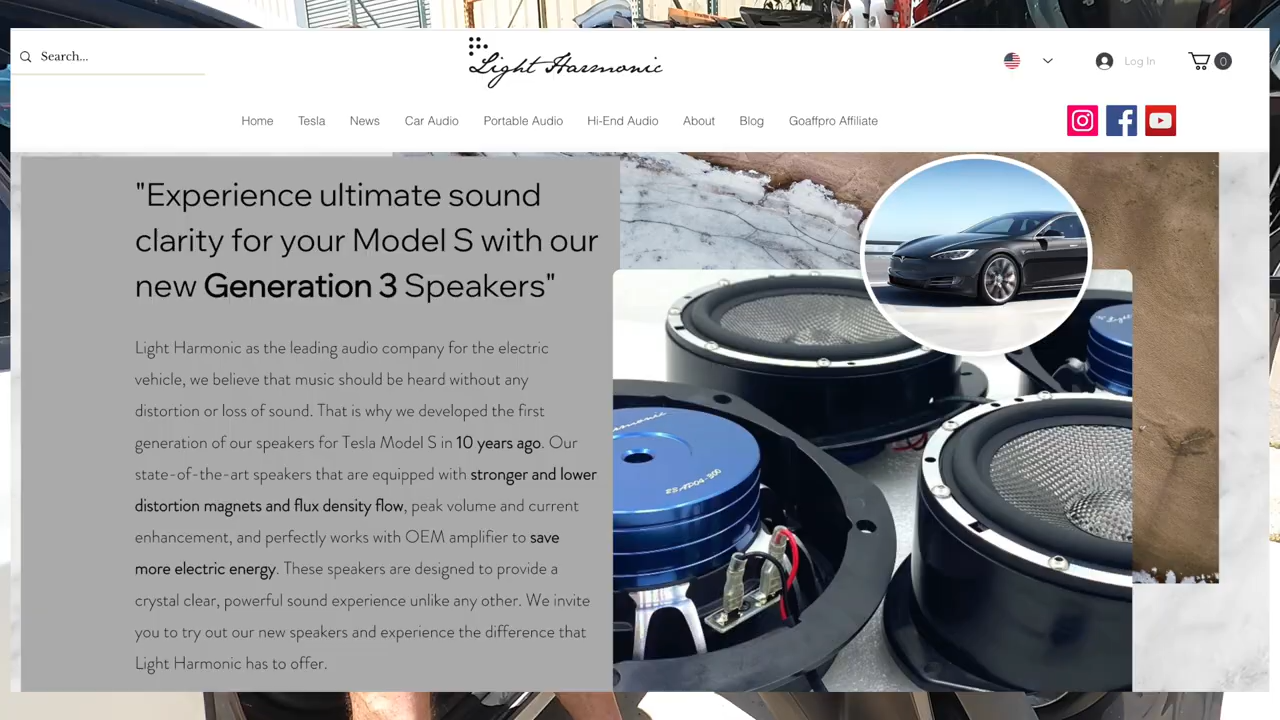 Search...
Light Harmonic
Log In
0
Home Tesla News Car Audio Portable Audio Hi-End Audio About Blog Goaffpro Affiliate
"Experience ultimate sound
clarity for your Model S with our
new Generation 3 Speakers"
Light Harmonic as the leading audio company for the electric
vehicle, we believe that music should be heard without any
distortion or loss of sound. That is why we developed the first
generation of our speakers for Tesla Model S in 10 years ago. Our
state-of-the-art speakers that are equipped with stronger and lower
distortion magnets and flux density flow, peak volume and current
enhancement, and perfectly works with OEM amplifier to save
more electric energy. These speakers are designed to provide a
crystal clear, powerful sound experience unlike any other. We invite
you to try out our new speakers and experience the difference that
Light Harmonic has to offer.